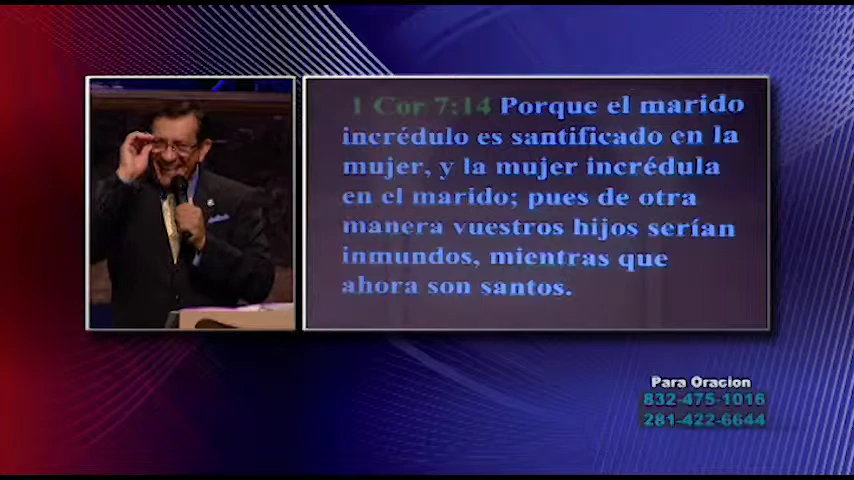 1 Cor 7:14 Porque el marido
incrédulo es santificado en la
mujer, y la mujer incrédula
en el marido; pues de otra
manera vuestros hijos serían
inmundos, mientras que
ahora son santos.
Para Oracion
832-475-1016
281-422-6644